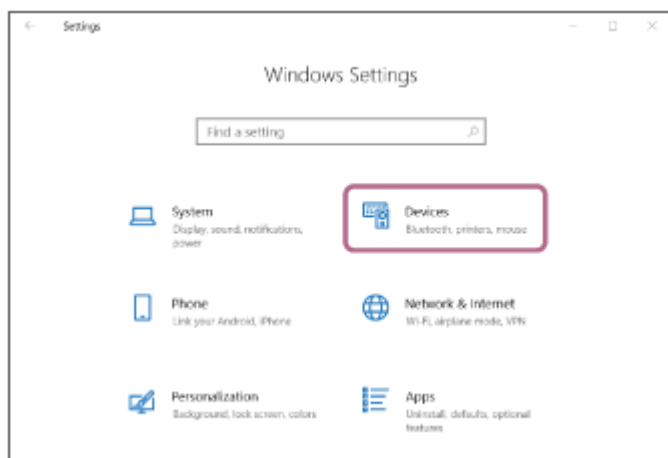 Settings
Windows Settings
Find a setting
System
Display, sound, notifications,
power
Devices
Bluetooth, printers, mouse
Phone
Link your Android, iPhone
Network & Internet
Wi-Fi, airplane mode, VPN
Personalization
Background, lock screen, colors
Apps
Uninstall, defaults, optional
features